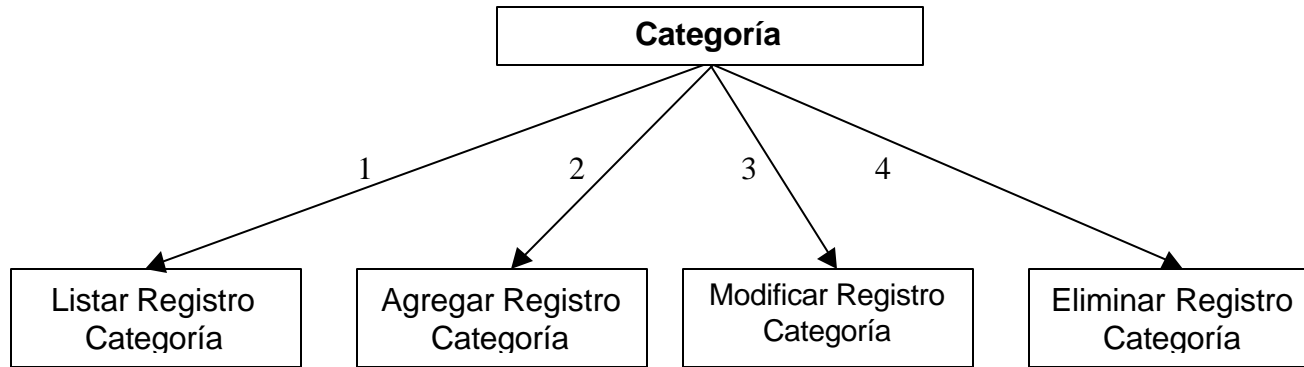 Categoría
1
2
3
4
Listar Registro
Categoría
Agregar Registro
Categoría
Modificar Registro
Categoría
Eliminar Registro
Categoría